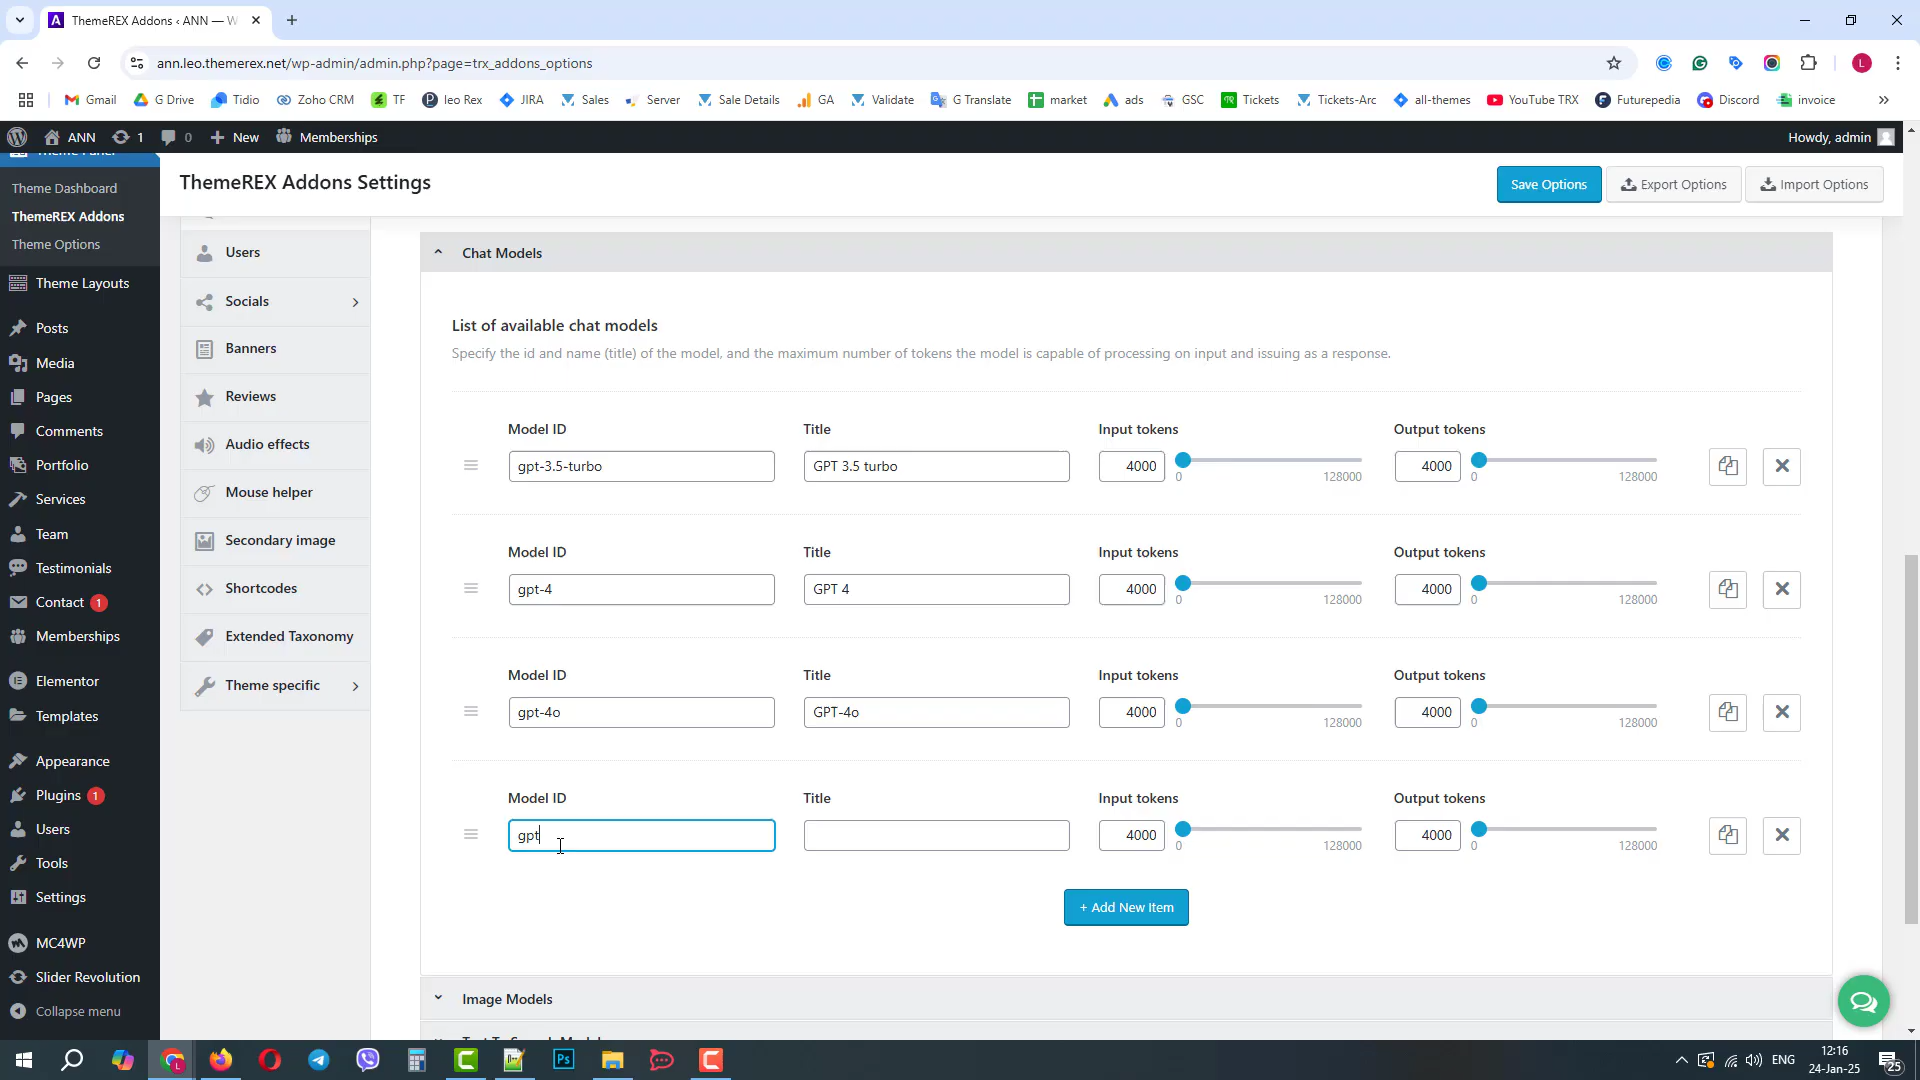 ThemeREX Addons ‹ ANN — W
ann.leo.themerex.net/wp-admin/admin.php?page=trx_addons_options
L
Gmail G Drive Tidio Zoho CRM TF leo Rex JIRA Sales Server Sale Details GA Validate G Translate market ads GSC Tickets Tickets-Arc all-themes YouTube TRX Futurepedia Discord invoice
ANN 1 0 New Memberships Howdy, admin
ThemeREX Addons Settings
Save Options Export Options Import Options
Theme Panel
Theme Dashboard
ThemeREX Addons
Theme Options
Theme Layouts
Posts
Media
Pages
Comments
Portfolio
Services
Team
Testimonials
Contact 1
Memberships
Elementor
Templates
Appearance
Plugins 1
Users
Tools
Settings
MC4WP
Slider Revolution
Collapse menu
Users
Socials
Banners
Reviews
Audio effects
Mouse helper
Secondary image
Shortcodes
Extended Taxonomy
Theme specific
Chat Models
List of available chat models
Specify the id and name (title) of the model, and the maximum number of tokens the model is capable of processing on input and issuing as a response.
Model ID Title Input tokens Output tokens
gpt-3.5-turbo GPT 3.5 turbo 4000 0 128000 4000 0 128000
Model ID Title Input tokens Output tokens
gpt-4 GPT 4 4000 0 128000 4000 0 128000
Model ID Title Input tokens Output tokens
gpt-4o GPT-4o 4000 0 128000 4000 0 128000
Model ID Title Input tokens Output tokens
gpt 4000 0 128000 4000 0 128000
+ Add New Item
Image Models
ENG
12:16
24-Jan-25
25